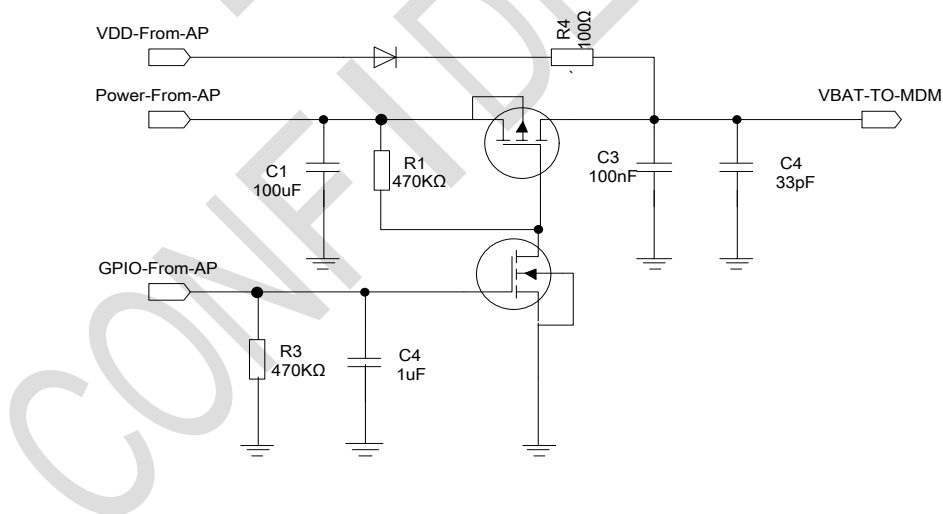 VDD-From-AP
R4
100Ω
Power-From-AP
VBAT-TO-MDM
C1
100uF
R1
470KΩ
C3
100nF
C4
33pF
GPIO-From-AP
R3
470KΩ
C4
1uF
CONFIDE